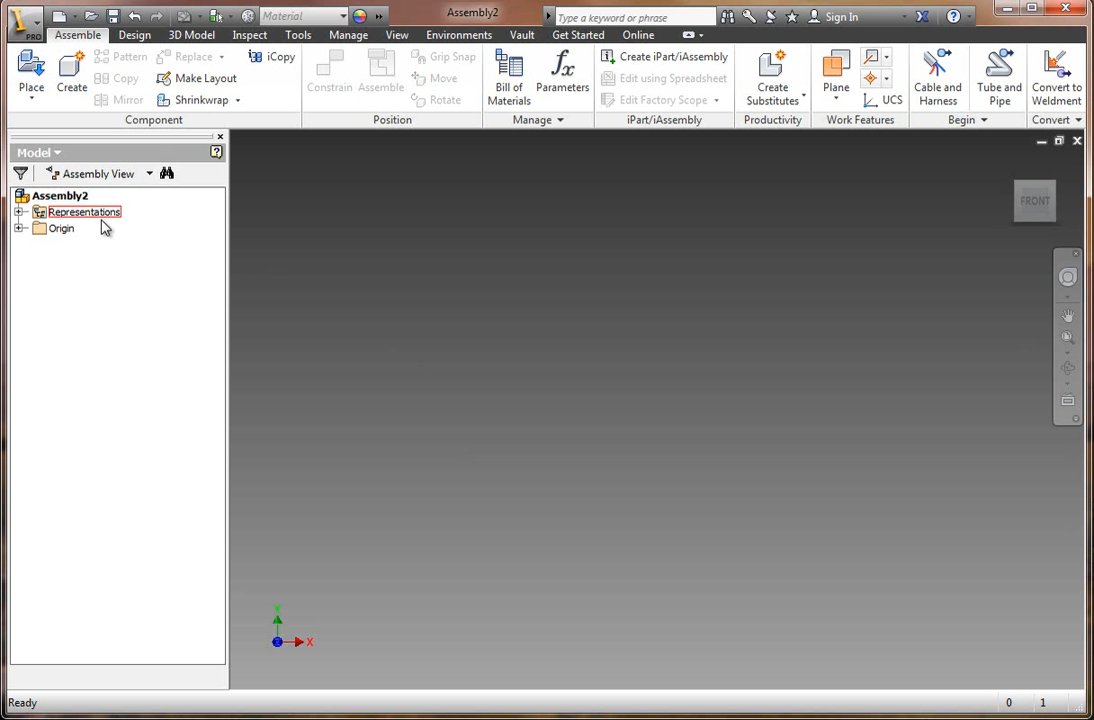 Material
Assembly2
Type a keyword or phrase
Sign In
PRO
Assemble
Design
3D Model
Inspect
Tools
Manage
View
Environments
Vault
Get Started
Online
Place
Create
Pattern
Copy
Mirror
Replace
Make Layout
Shrinkwrap
iCopy
Component
Constrain
Assemble
Grip Snap
Move
Rotate
Position
Bill of
Materials
fx
Parameters
Manage
Create iPart/iAssembly
Edit using Spreadsheet
Edit Factory Scope
iPart/iAssembly
Create
Substitutes
Productivity
Plane
UCS
Work Features
Cable and
Harness
Tube and
Pipe
Begin
Convert to
Weldment
Convert
Model
Assembly View
Assembly2
Representations
Origin
FRONT
Y
X
Ready
0
1